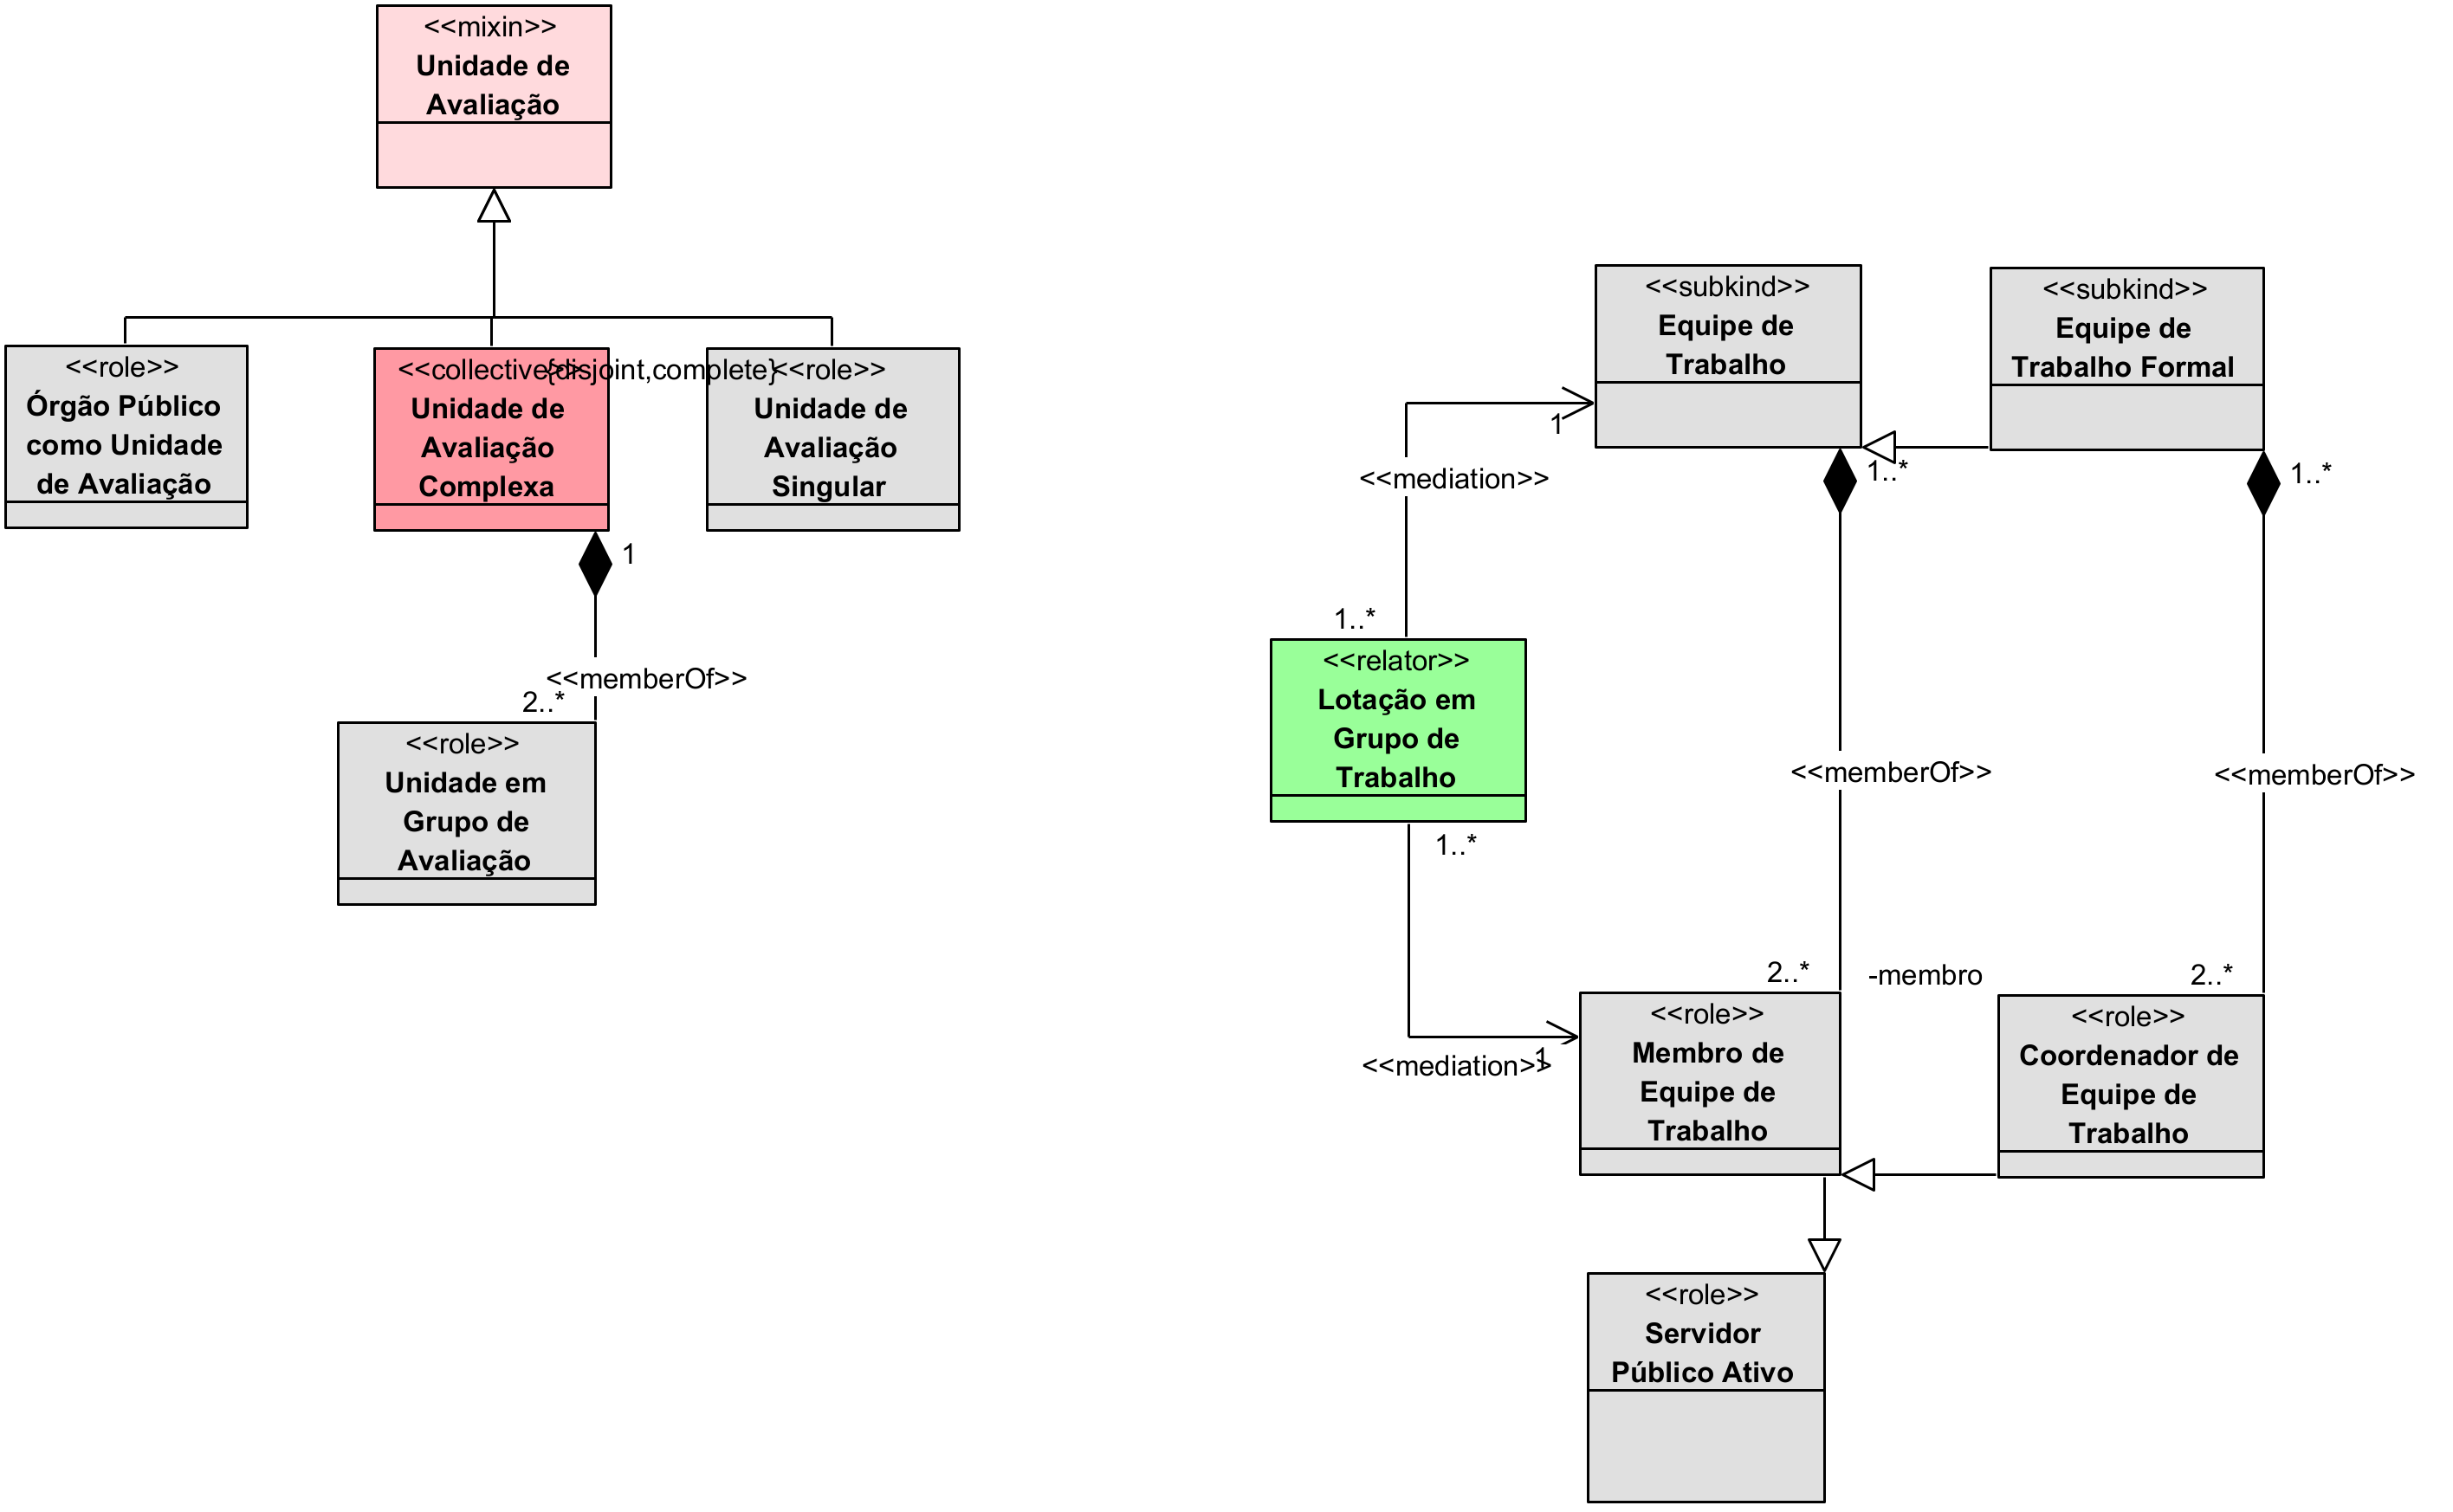 <<mixin>>
Unidade de
Avaliação
<<role>>
Órgão Público
como Unidade
de Avaliação
<<collective>>
Unidade de
Avaliação
Complexa
{disjoint,complete}
<<role>>
Unidade de
Avaliação
Singular
1
<<memberOf>>
2..*
<<role>>
Unidade em
Grupo de
Avaliação
<<subkind>>
Equipe de
Trabalho
<<subkind>>
Equipe de
Trabalho Formal
1
<<mediation>>
1..*
1..*
1..*
<<relator>>
Lotação em
Grupo de
Trabalho
1..*
<<memberOf>>
<<memberOf>>
<<mediation>>
1
2..*
-membro
2..*
<<role>>
Membro de
Equipe de
Trabalho
<<role>>
Coordenador de
Equipe de
Trabalho
<<role>>
Servidor
Público Ativo